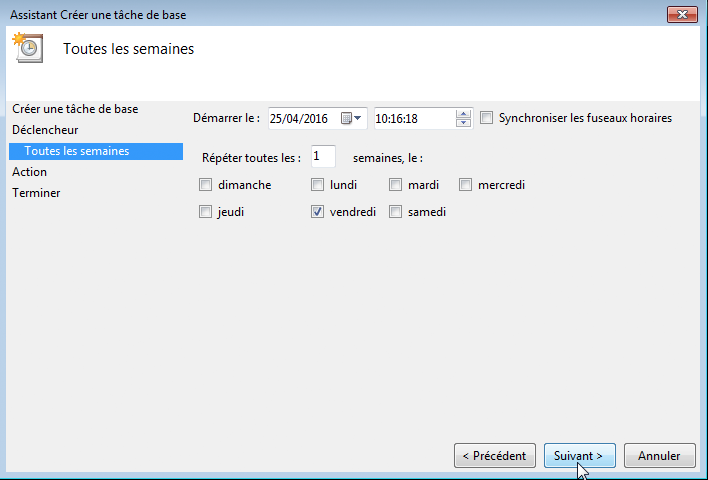 Assistant Créer une tâche de base
Toutes les semaines
Créer une tâche de base
Déclencheur
Toutes les semaines
Action
Terminer
Démarrer le : 25/04/2016 10:16:18 Synchroniser les fuseaux horaires
Répéter toutes les : 1 semaines, le :
dimanche lundi mardi mercredi
jeudi vendredi samedi
< Précédent Suivant > Annuler